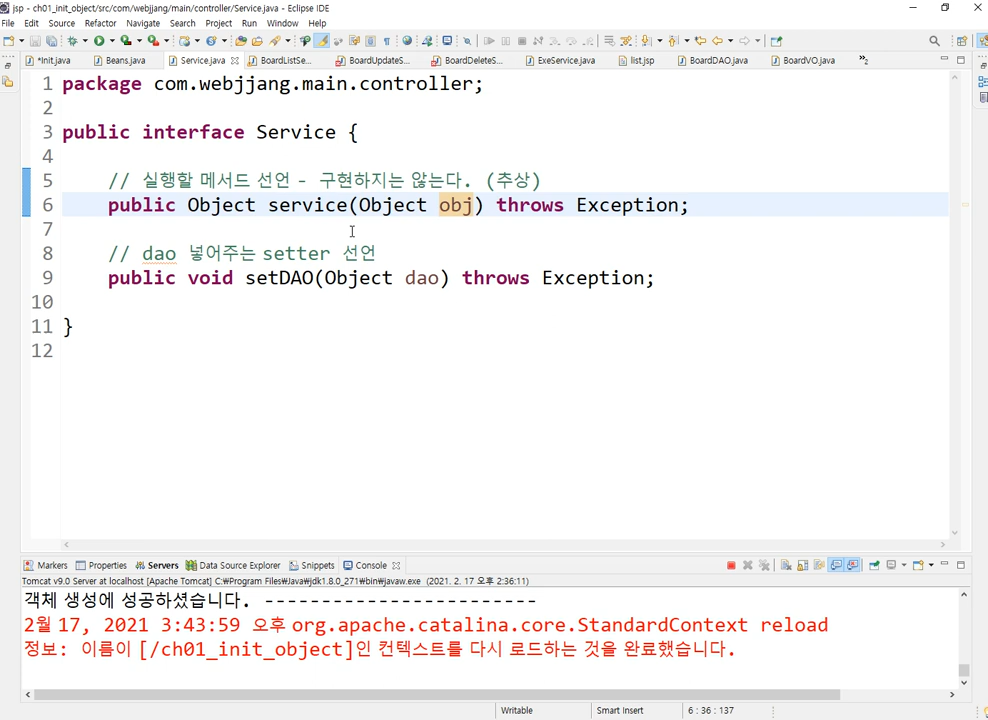 jsp - ch01_init_object/src/com/webjjang/main/controller/Service.java - Eclipse IDE
File Edit Source Refactor Navigate Search Project Run Window Help
*Init.java Beans.java Service.java BoardListSe... BoardUpdateS... BoardDeleteS... ExeService.java list.jsp BoardDAO.java BoardVO.java »2
1 package com.webjjang.main.controller;
2
3 public interface Service {
4
5 // 실행할 메서드 선언 - 구현하지는 않는다. (추상)
6 public Object service(Object obj) throws Exception;
7
8 // dao 넣어주는 setter 선언
9 public void setDAO(Object dao) throws Exception;
10
11 }
12
Markers Properties Servers Data Source Explorer Snippets Console
Tomcat v9.0 Server at localhost [Apache Tomcat] C:₩Program Files₩Java₩jdk1.8.0_271₩bin₩javaw.exe (2021. 2. 17 오후 2:36:11)
객체 생성에 성공하셨습니다. ------------------------
2월 17, 2021 3:43:59 오후 org.apache.catalina.core.StandardContext reload
정보: 이름이 [/ch01_init_object]인 컨텍스트를 다시 로드하는 것을 완료했습니다.
Writable Smart Insert 6 : 36 : 137